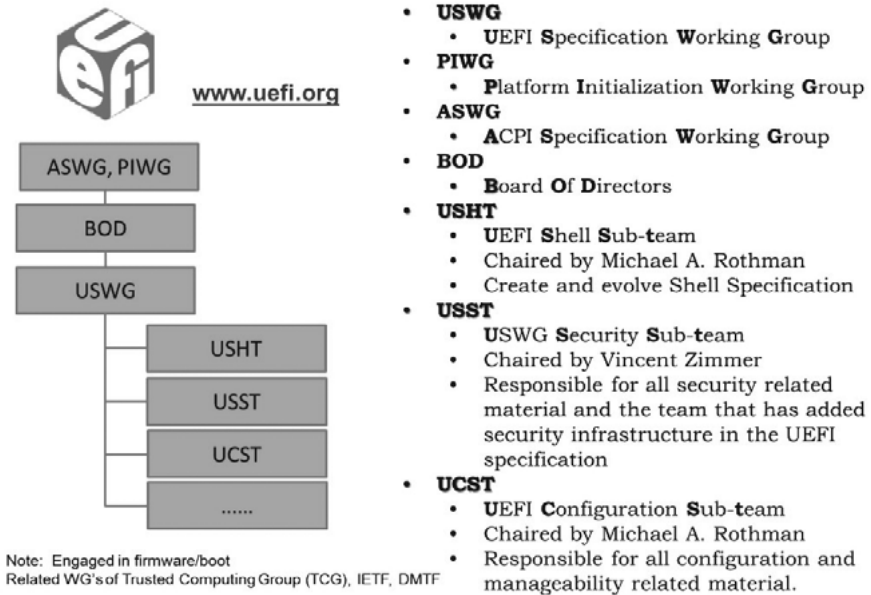 uefi
www.uefi.org
ASWG, PIWG
BOD
USWG
USHT
USST
UCST
......
Note: Engaged in firmware/boot
Related WG's of Trusted Computing Group (TCG), IETF, DMTF
• USWG
• UEFI Specification Working Group
• PIWG
• Platform Initialization Working Group
• ASWG
• ACPI Specification Working Group
• BOD
• Board Of Directors
• USHT
• UEFI Shell Sub-team
• Chaired by Michael A. Rothman
• Create and evolve Shell Specification
• USST
• USWG Security Sub-team
• Chaired by Vincent Zimmer
• Responsible for all security related
material and the team that has added
security infrastructure in the UEFI
specification
• UCST
• UEFI Configuration Sub-team
• Chaired by Michael A. Rothman
• Responsible for all configuration and
manageability related material.